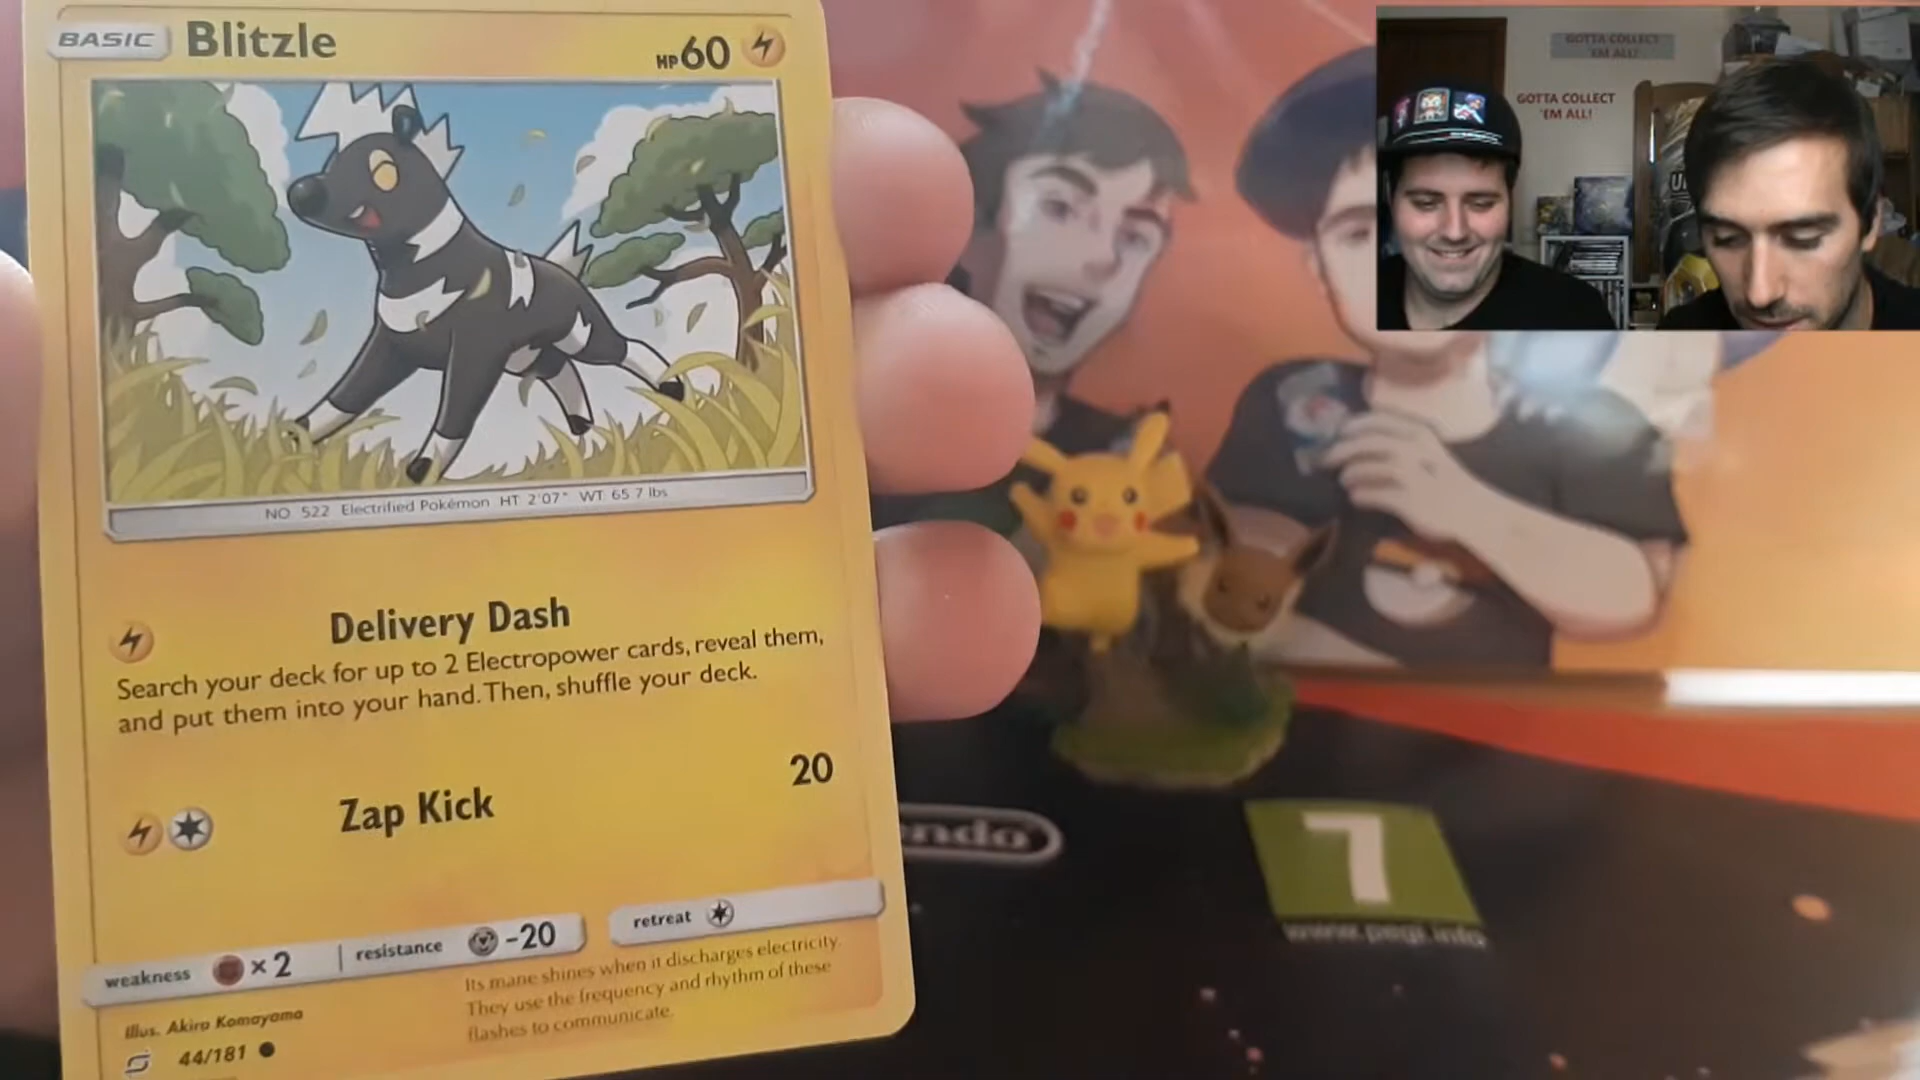 BASIC Blitzle HP60
NO 522 Electrified Pokémon HT 2'07" WT 65 7 lbs
Delivery Dash
Search your deck for up to 2 Electropower cards, reveal them,
and put them into your hand. Then, shuffle your deck.
Zap Kick 20
weakness ×2 resistance -20 retreat
Its mane shines when it discharges electricity.
They use the frequency and rhythm of these
flashes to communicate.
Illus. Akira Komayama
44/181
GOTTA COLLECT
'EM ALL!
GOTTA COLLECT
'EM ALL!
ndo
7
www.pegi.info